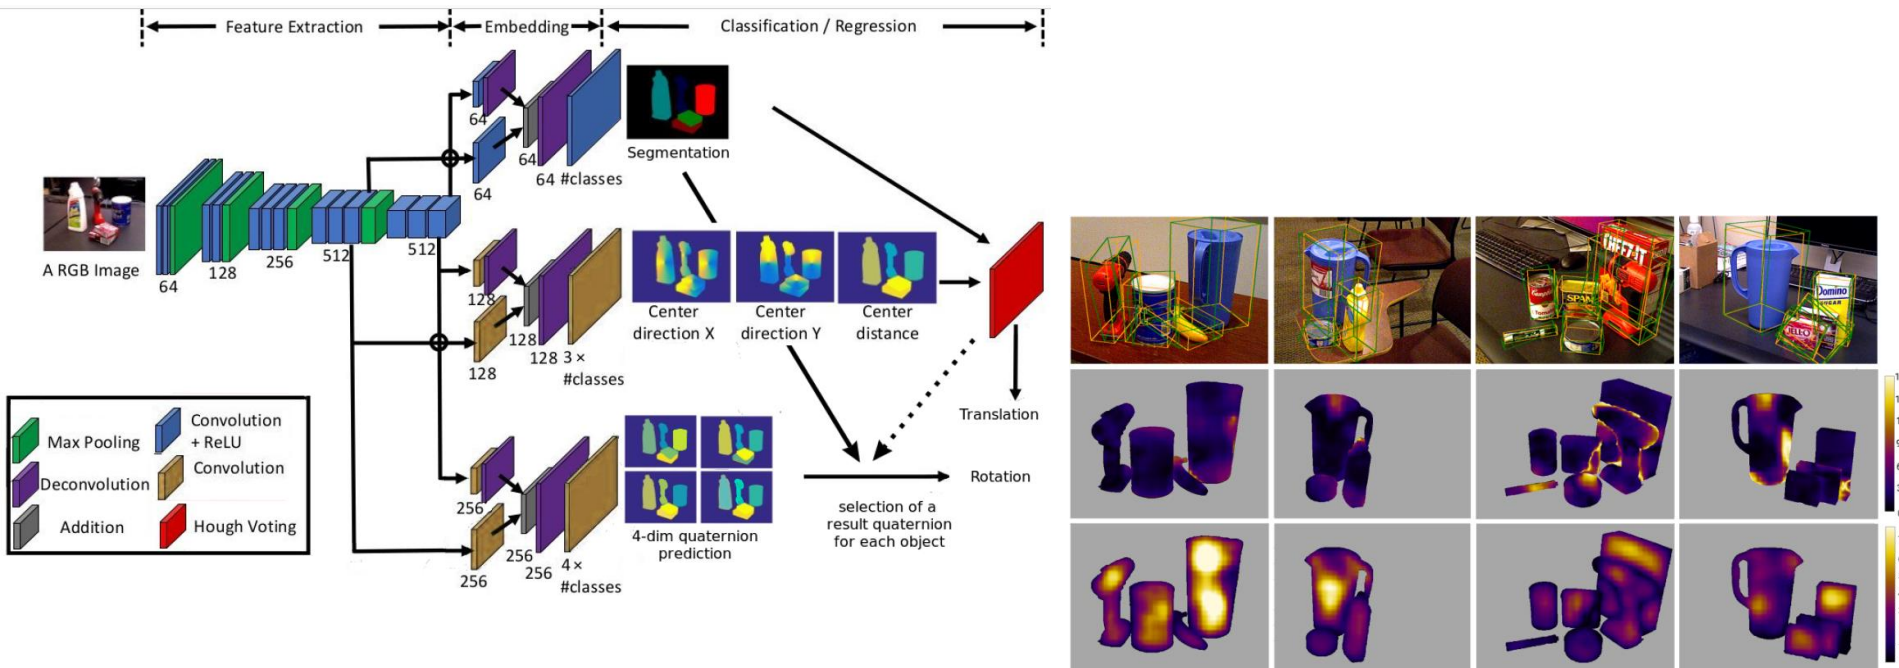 Feature Extraction
Embedding
Classification / Regression
64
64
64
64 #classes
Segmentation
A RGB Image
64
128
256
512
512
128
128
128
128 3 ×
#classes
Center
direction X
Center
direction Y
Center
distance
Translation
Rotation
selection of a
result quaternion
for each object
256
256
256
256
4×
#classes
4-dim quaternion
prediction
Max Pooling
Convolution
+ ReLU
Deconvolution
Convolution
Addition
Hough Voting
CHEEZ-IT
SPAM
Domino
SUGAR
JELL-O